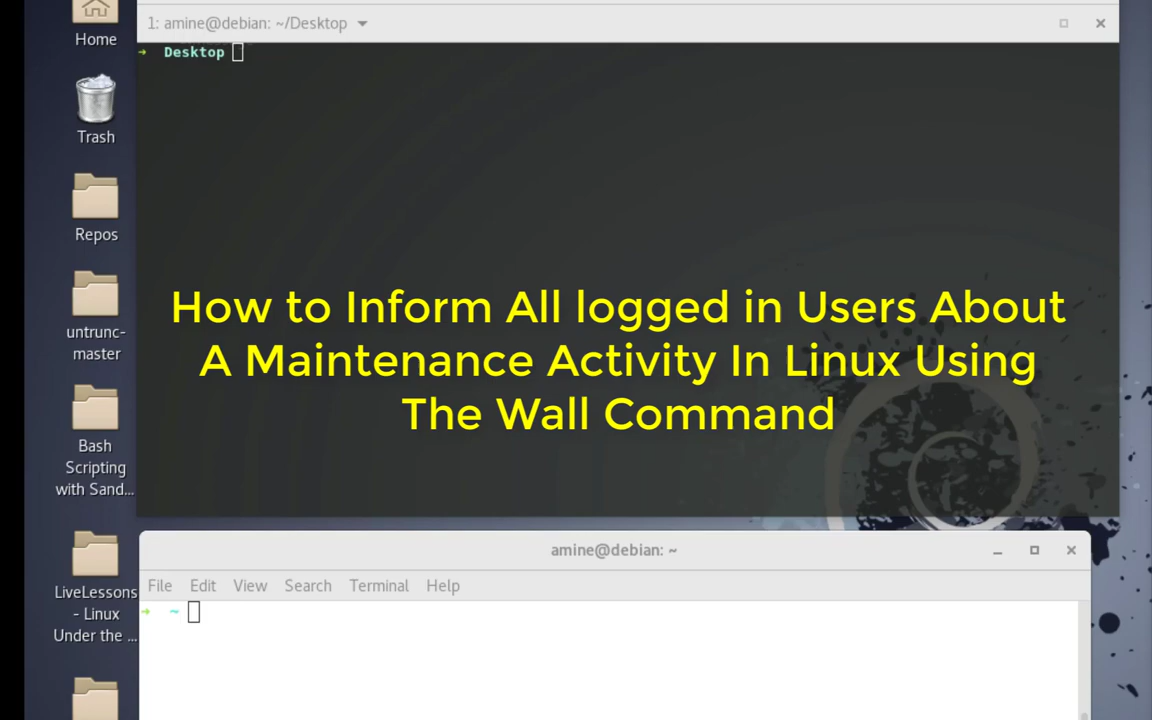 Home
1: amine@debian: ~/Desktop
➜ Desktop
Trash
Repos
untrunc-
master
Bash
Scripting
with Sand...
LiveLessons
- Linux
Under the ...
How to Inform All logged in Users About
A Maintenance Activity In Linux Using
The Wall Command
amine@debian: ~
File Edit View Search Terminal Help
➜ ~